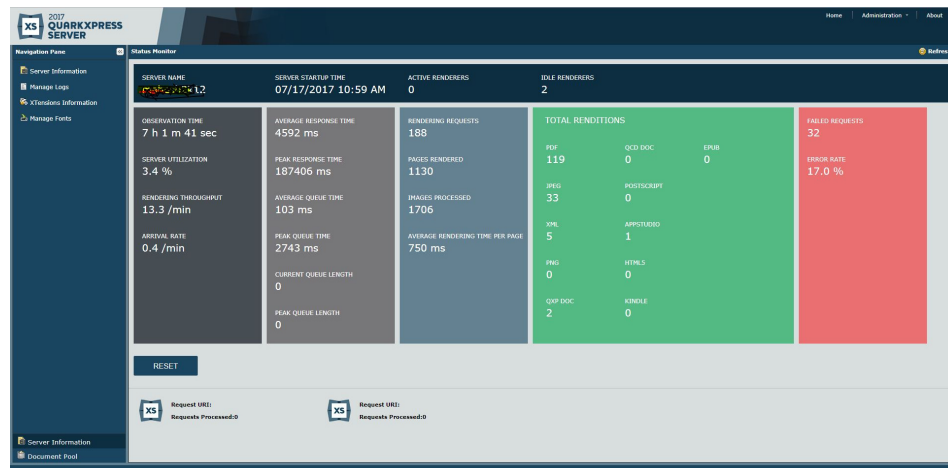 2017
XS QUARKXPRESS
SERVER
Home Administration About
Navigation Pane
Status Monitor
Refres
Server Information
Manage Logs
XTensions Information
Manage Fonts
SERVER NAME
SERVER STARTUP TIME
07/17/2017 10:59 AM
ACTIVE RENDERERS
0
IDLE RENDERERS
2
OBSERVATION TIME
7 h 1 m 41 sec
SERVER UTILIZATION
3.4 %
RENDERING THROUGHPUT
13.3 /min
ARRIVAL RATE
0.4 /min
AVERAGE RESPONSE TIME
4592 ms
PEAK RESPONSE TIME
187406 ms
AVERAGE QUEUE TIME
103 ms
PEAK QUEUE TIME
2743 ms
CURRENT QUEUE LENGTH
0
PEAK QUEUE LENGTH
0
RENDERING REQUESTS
188
PAGES RENDERED
1130
IMAGES PROCESSED
1706
AVERAGE RENDERING TIME PER PAGE
750 ms
TOTAL RENDITIONS
PDF
119
QCD DOC
0
EPUB
0
JPEG
33
POSTSCRIPT
0
XML
5
APPSTUDIO
1
PNG
0
HTML5
0
QXP DOC
2
KINDLE
0
FAILED REQUESTS
32
ERROR RATE
17.0 %
RESET
XS
Request URI:
Requests Processed:0
XS
Request URI:
Requests Processed:0
Server Information
Document Pool